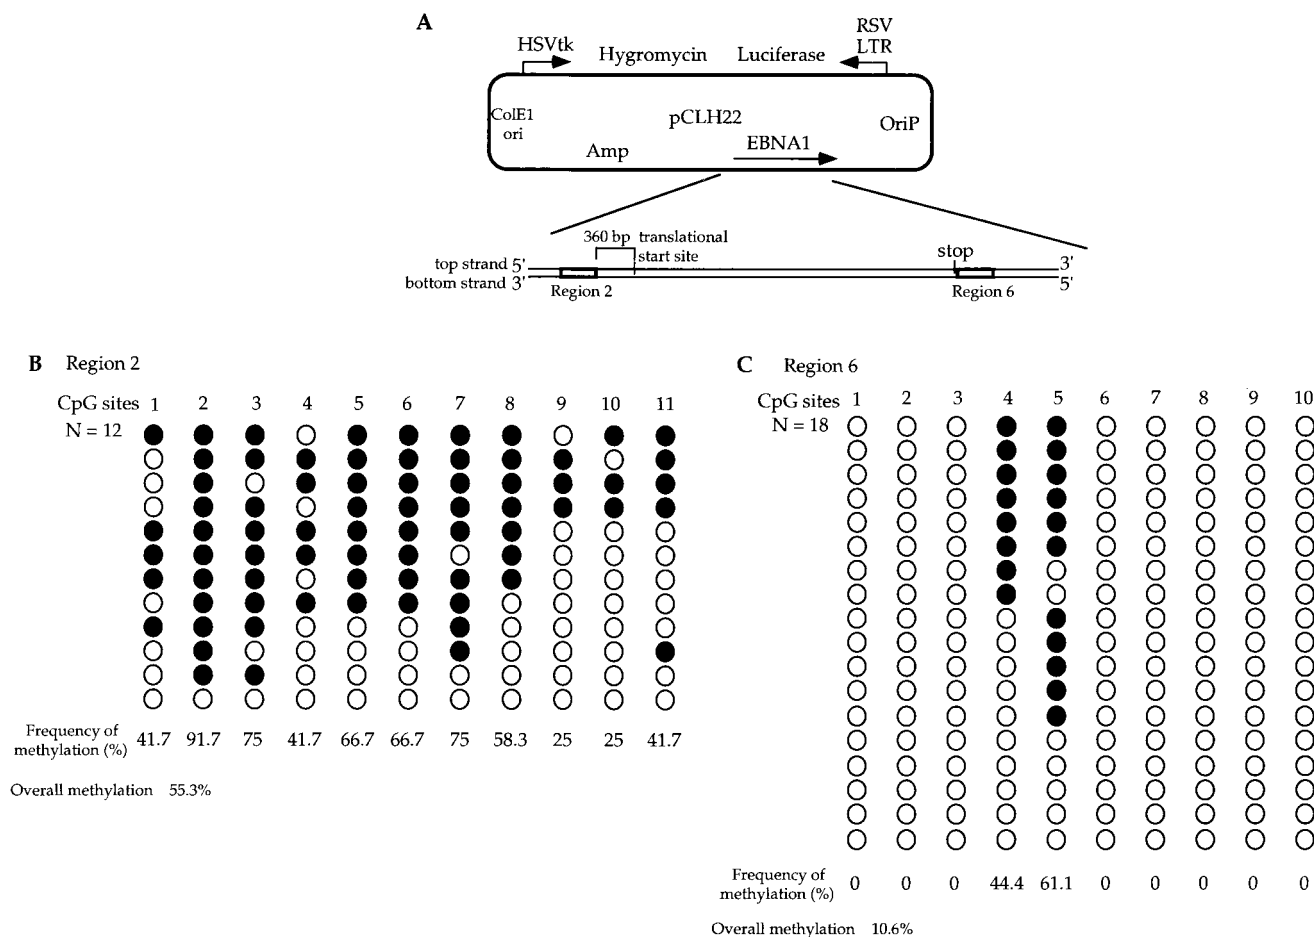 A
HSVtk
Hygromycin
Luciferase
RSV
LTR
ColE1
ori
pCLH22
OriP
Amp
EBNA1
360 bp
translational
start site
stop
top strand 5'
3'
bottom strand 3'
5'
Region 2
Region 6
B Region 2
CpG sites 1 2 3 4 5 6 7 8 9 10 11
N = 12
Frequency of
methylation (%) 41.7 91.7 75 41.7 66.7 66.7 75 58.3 25 25 41.7
Overall methylation 55.3%
C Region 6
CpG sites 1 2 3 4 5 6 7 8 9 10
N = 18
Frequency of
methylation (%) 0 0 0 44.4 61.1 0 0 0 0 0
Overall methylation 10.6%